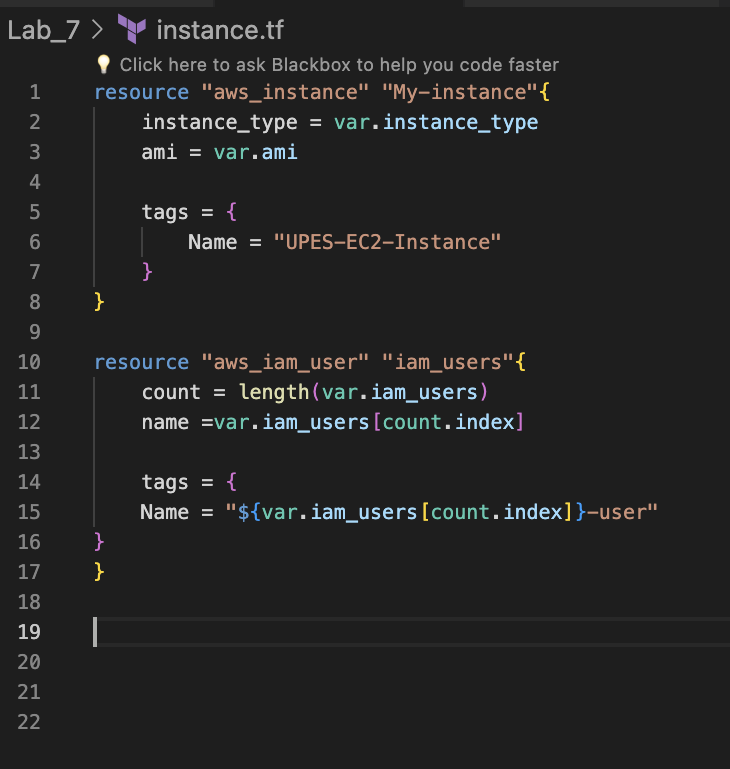 Lab_7 > instance.tf
Click here to ask Blackbox to help you code faster
1 resource "aws_instance" "My-instance"{
2     instance_type = var.instance_type
3     ami = var.ami
4
5     tags = {
6         Name = "UPES-EC2-Instance"
7     }
8 }
9
10 resource "aws_iam_user" "iam_users"{
11     count = length(var.iam_users)
12     name =var.iam_users[count.index]
13
14     tags = {
15     Name = "${var.iam_users[count.index]}-user"
16 }
17 }
18
19
20
21
22